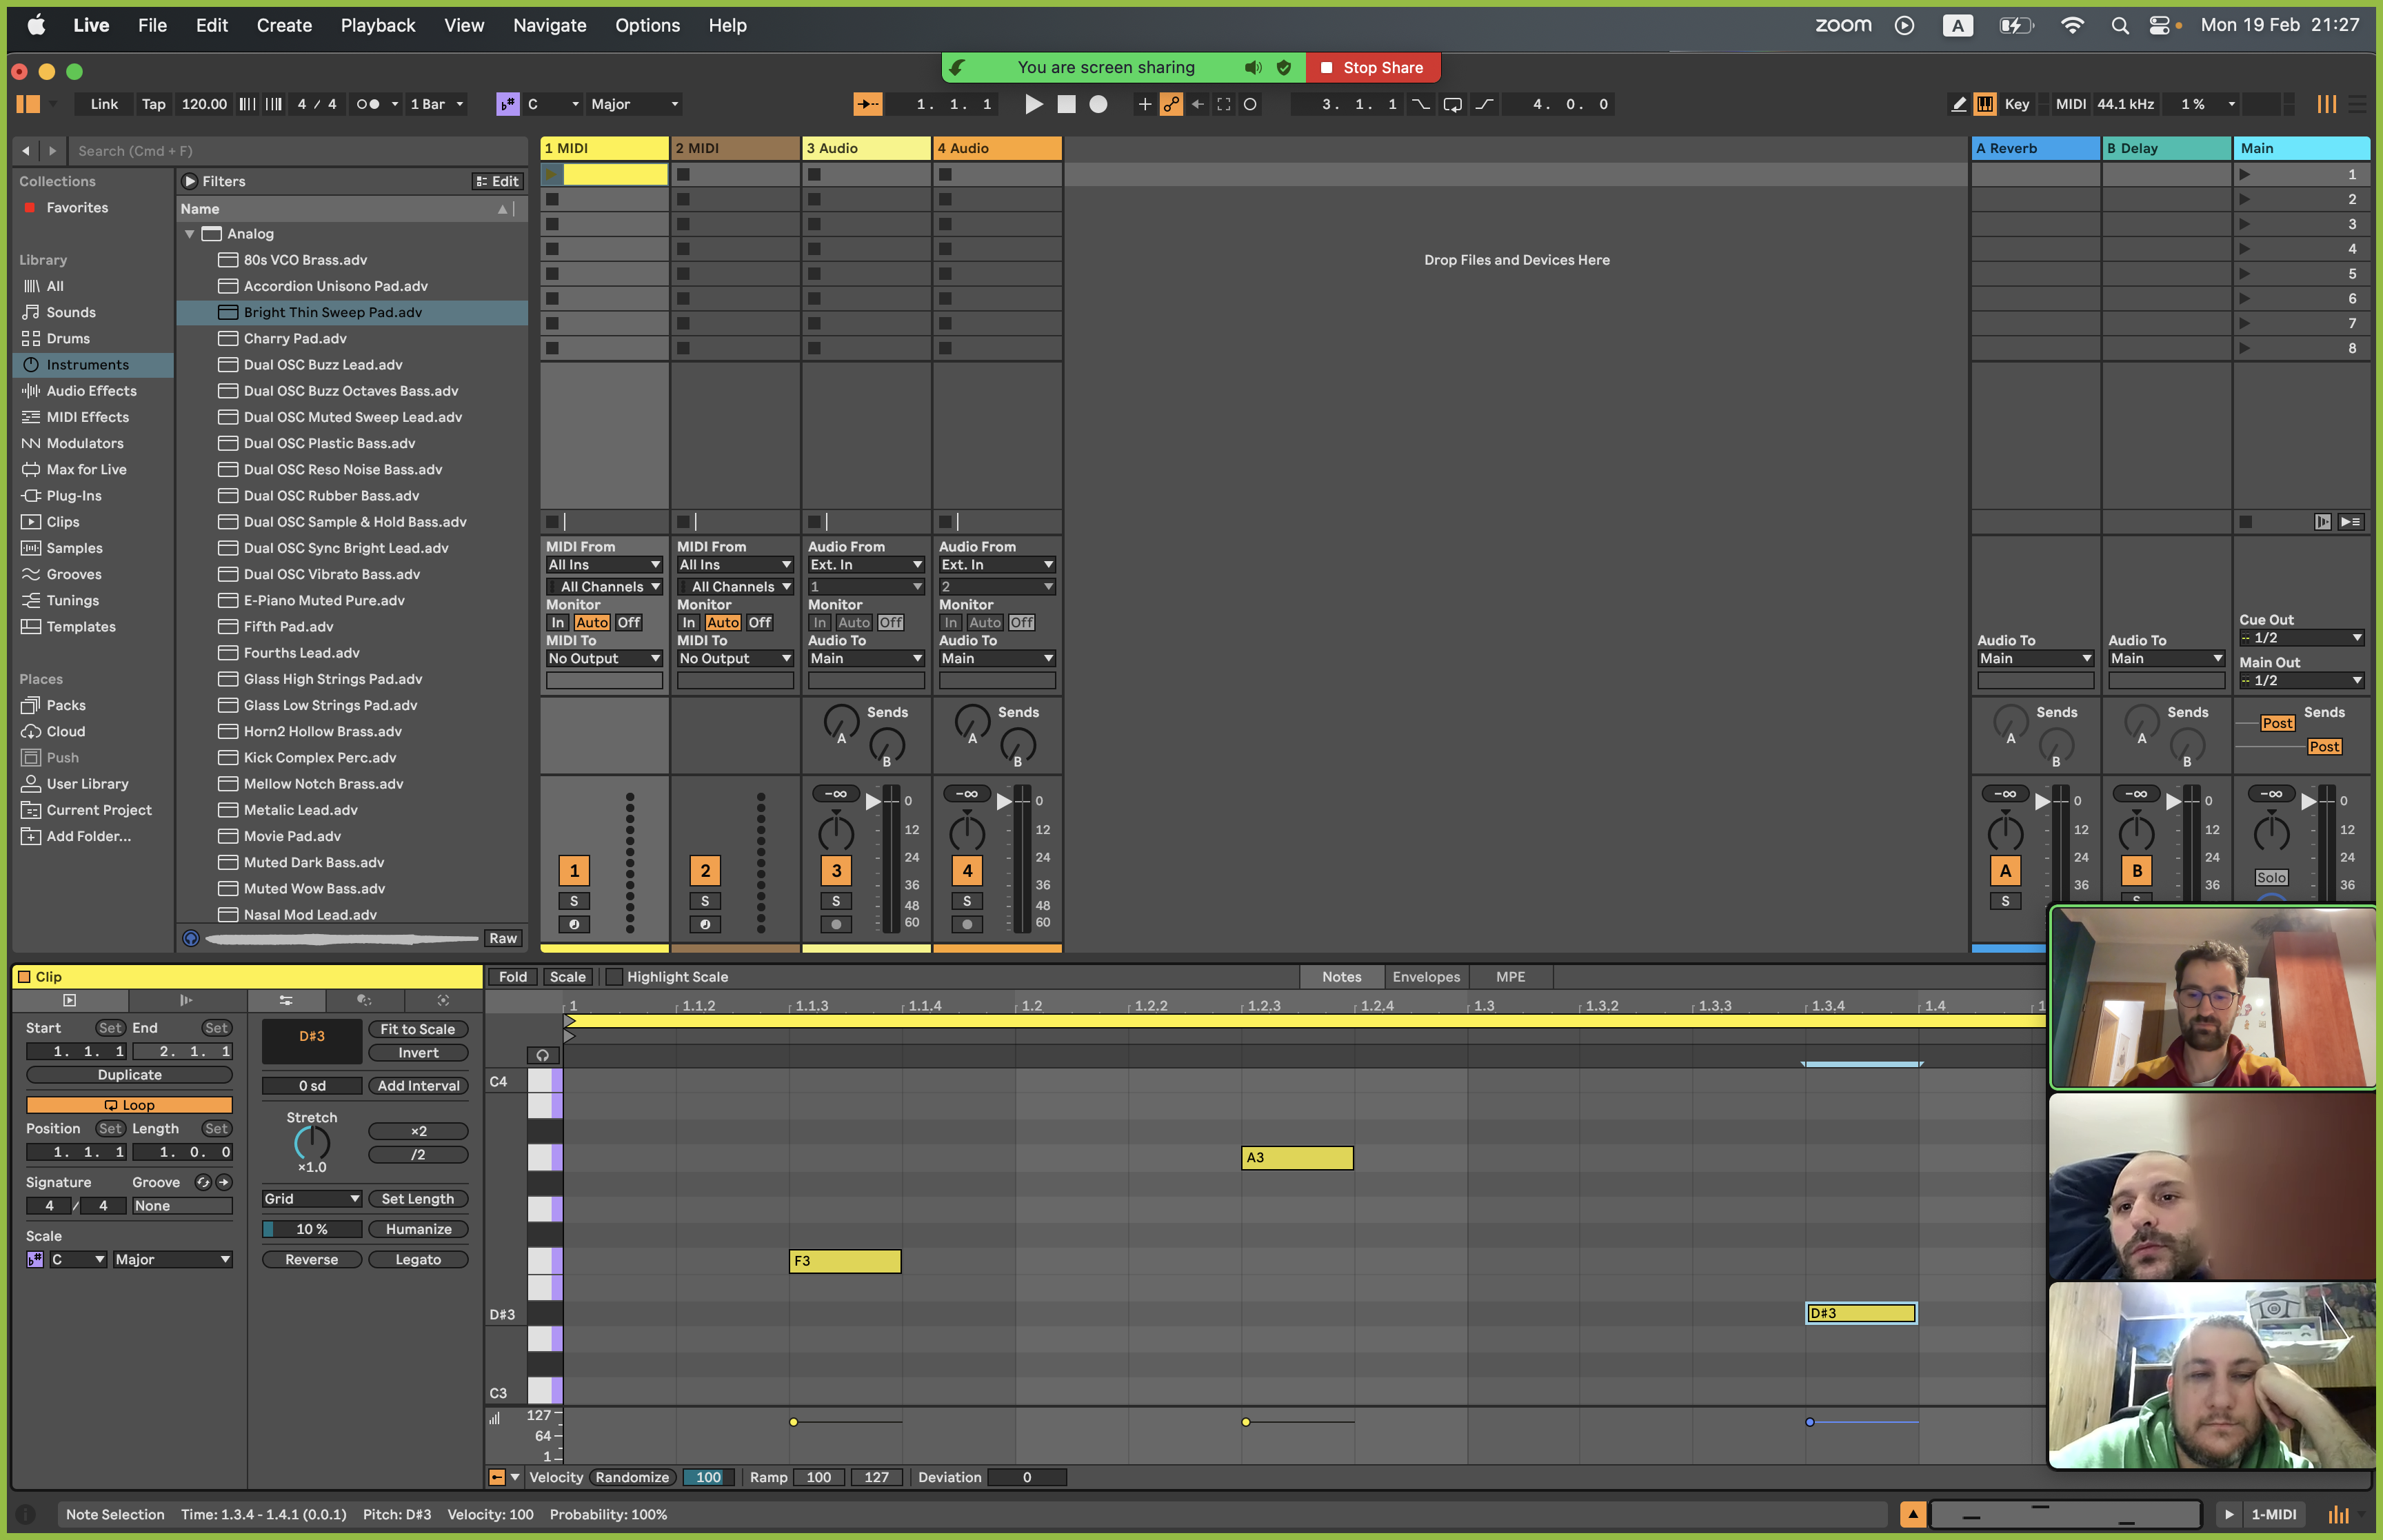 Live File Edit Create Playback View Navigate Options Help zoom A Mon 19 Feb 21:27
You are screen sharing Stop Share
Link Tap 120.00 4 / 4 1 Bar C Major 1. 1. 1 3. 1. 1 4. 0. 0 Key MIDI 44.1 kHz 1 %
Search (Cmd + F)
Collections
Favorites
Library
All
Sounds
Drums
Instruments
Audio Effects
MIDI Effects
Modulators
Max for Live
Plug-Ins
Clips
Samples
Grooves
Tunings
Templates
Places
Packs
Cloud
Push
User Library
Current Project
Add Folder...
Filters Edit
Name
Analog
80s VCO Brass.adv
Accordion Unisono Pad.adv
Bright Thin Sweep Pad.adv
Charry Pad.adv
Dual OSC Buzz Lead.adv
Dual OSC Buzz Octaves Bass.adv
Dual OSC Muted Sweep Lead.adv
Dual OSC Plastic Bass.adv
Dual OSC Reso Noise Bass.adv
Dual OSC Rubber Bass.adv
Dual OSC Sample & Hold Bass.adv
Dual OSC Sync Bright Lead.adv
Dual OSC Vibrato Bass.adv
E-Piano Muted Pure.adv
Fifth Pad.adv
Fourths Lead.adv
Glass High Strings Pad.adv
Glass Low Strings Pad.adv
Horn2 Hollow Brass.adv
Kick Complex Perc.adv
Mellow Notch Brass.adv
Metalic Lead.adv
Movie Pad.adv
Muted Dark Bass.adv
Muted Wow Bass.adv
Nasal Mod Lead.adv
Raw
1 MIDI 2 MIDI 3 Audio 4 Audio A Reverb B Delay Main
1
2
3
4
5
6
7
8
Drop Files and Devices Here
MIDI From MIDI From Audio From Audio From
All Ins All Ins Ext. In Ext. In
All Channels All Channels 1 2
Monitor Monitor Monitor Monitor Cue Out
In Auto Off In Auto Off In Auto Off In Auto Off 1/2
MIDI To MIDI To Audio To Audio To Audio To Audio To Main Out
No Output No Output Main Main Main Main 1/2
Sends Sends Sends Sends Sends
A A A A Post
B B B B Post
-∞ 0 -∞ 0 -∞ 0 -∞ 0 -∞ 0
12 12 12 12 12
24 24 24 24
1 2 3 4 A B Solo
36 36 36 36 36
S S S S S S
48 48
60 60
Clip
Start Set End Set
1. 1. 1 2. 1. 1
Duplicate
Loop
Position Set Length Set
1. 1. 1 1. 0. 0
Signature Groove
4 / 4 None
Scale
C Major
D#3 Fit to Scale
Invert
0 sd Add Interval
Stretch
×2
/2
×1.0
Grid Set Length
10 % Humanize
Reverse Legato
Fold Scale Highlight Scale Notes Envelopes MPE
1 1.1.2 1.1.3 1.1.4 1.2 1.2.2 1.2.3 1.2.4 1.3 1.3.2 1.3.3 1.3.4 1.4
C4
A3
F3
D#3 D#3
C3
127
64
1
Velocity Randomize 100 Ramp 100 127 Deviation 0
Note Selection Time: 1.3.4 - 1.4.1 (0.0.1) Pitch: D#3 Velocity: 100 Probability: 100% 1-MIDI